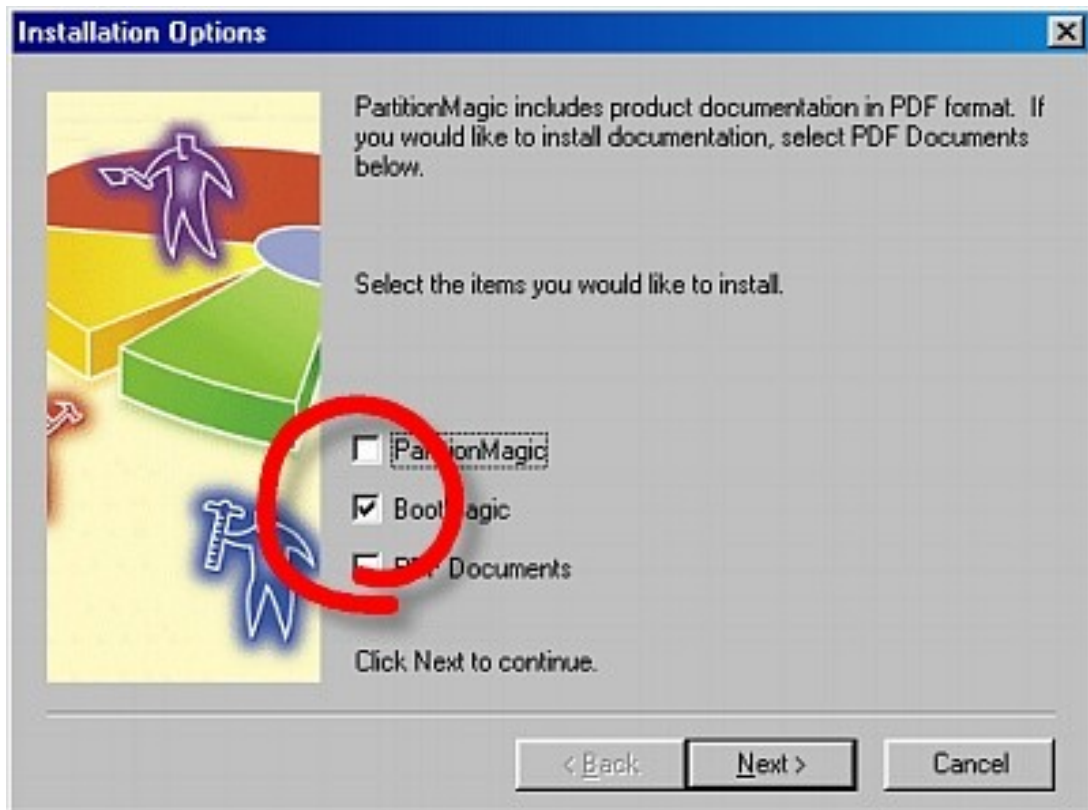 Installation Options
PartitionMagic includes product documentation in PDF format. If
you would like to install documentation, select PDF Documents
below.
Select the items you would like to install.
PartitionMagic
BootMagic
PDF Documents
Click Next to continue.
< Back
Next >
Cancel